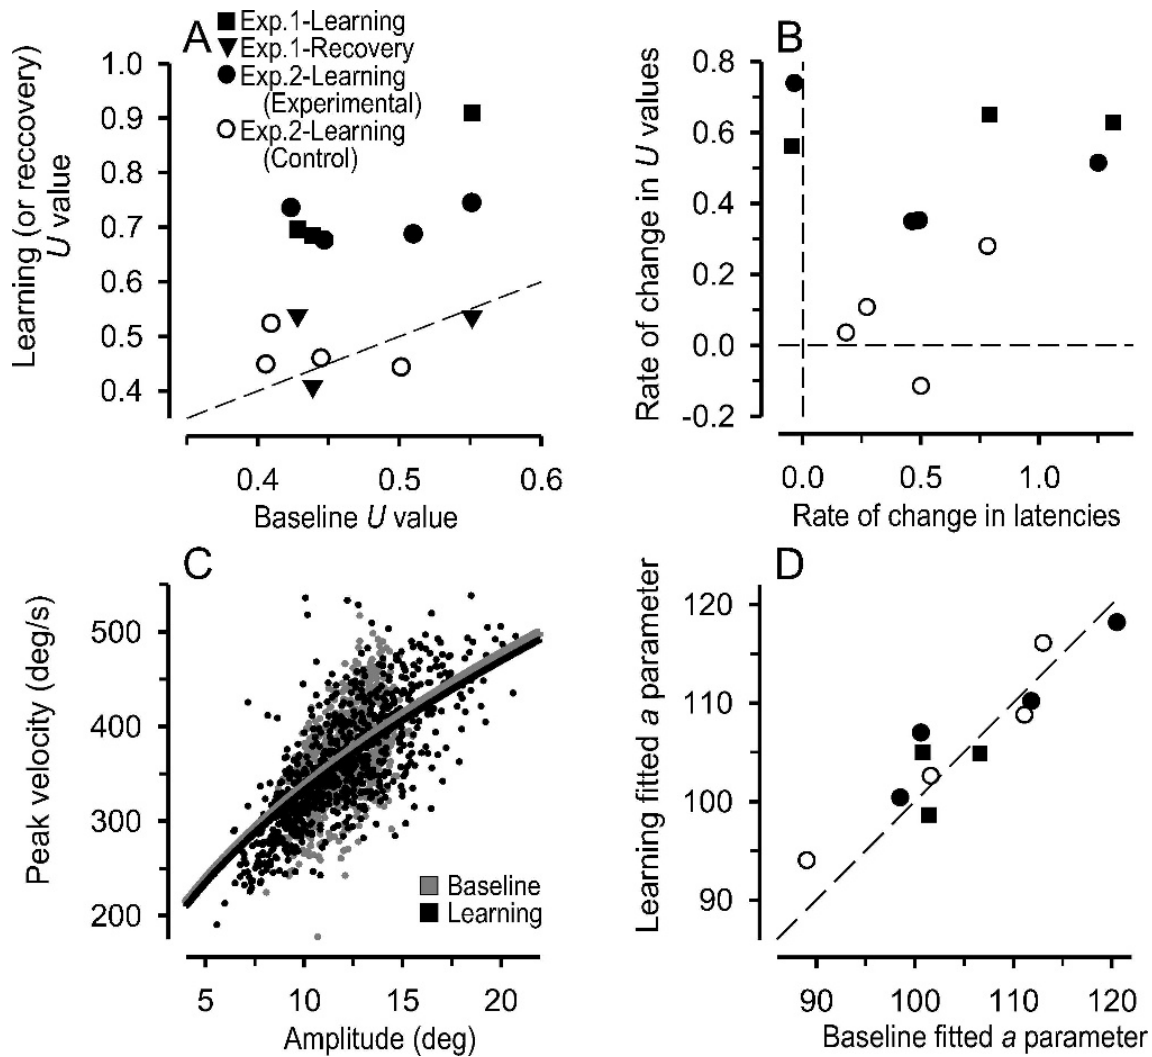 A
Exp.1-Learning
Exp.1-Recovery
Exp.2-Learning
(Experimental)
Exp.2-Learning
(Control)
Learning (or reccovery)
U value
1.0
0.9
0.8
0.7
0.6
0.5
0.4
0.4 0.5 0.6
Baseline U value
B
Rate of change in U values
0.8
0.6
0.4
0.2
0.0
-0.2
0.0 0.5 1.0
Rate of change in latencies
C
Peak velocity (deg/s)
500
400
300
200
Baseline
Learning
5 10 15 20
Amplitude (deg)
D
Learning fitted a parameter
120
110
100
90
90 100 110 120
Baseline fitted a parameter